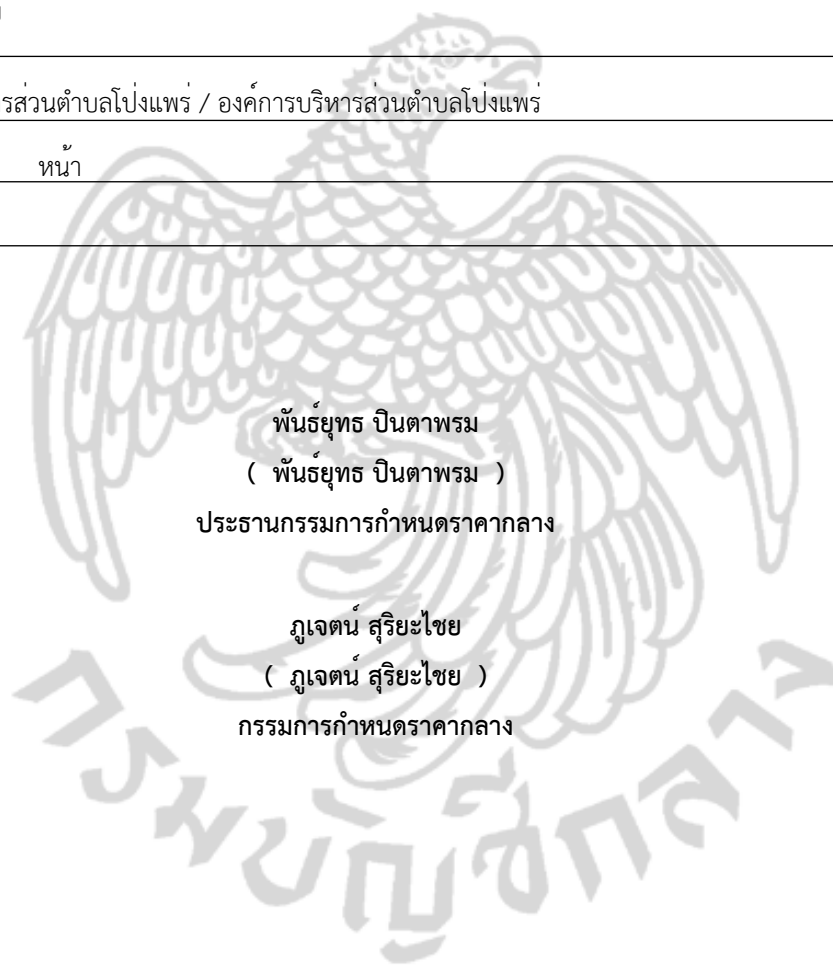 รส่วนตำบลโป่งแพร่ / องค์การบริหารส่วนตำบลโป่งแพร่
หน้า
พันธ์ยุทธ ปินตาพรม
( พันธ์ยุทธ ปินตาพรม )
ประธานกรรมการกำหนดราคากลาง
ภูเจตน์ สุริยะไชย
( ภูเจตน์ สุริยะไชย )
กรรมการกำหนดราคากลาง
กรมบัญชีกลาง